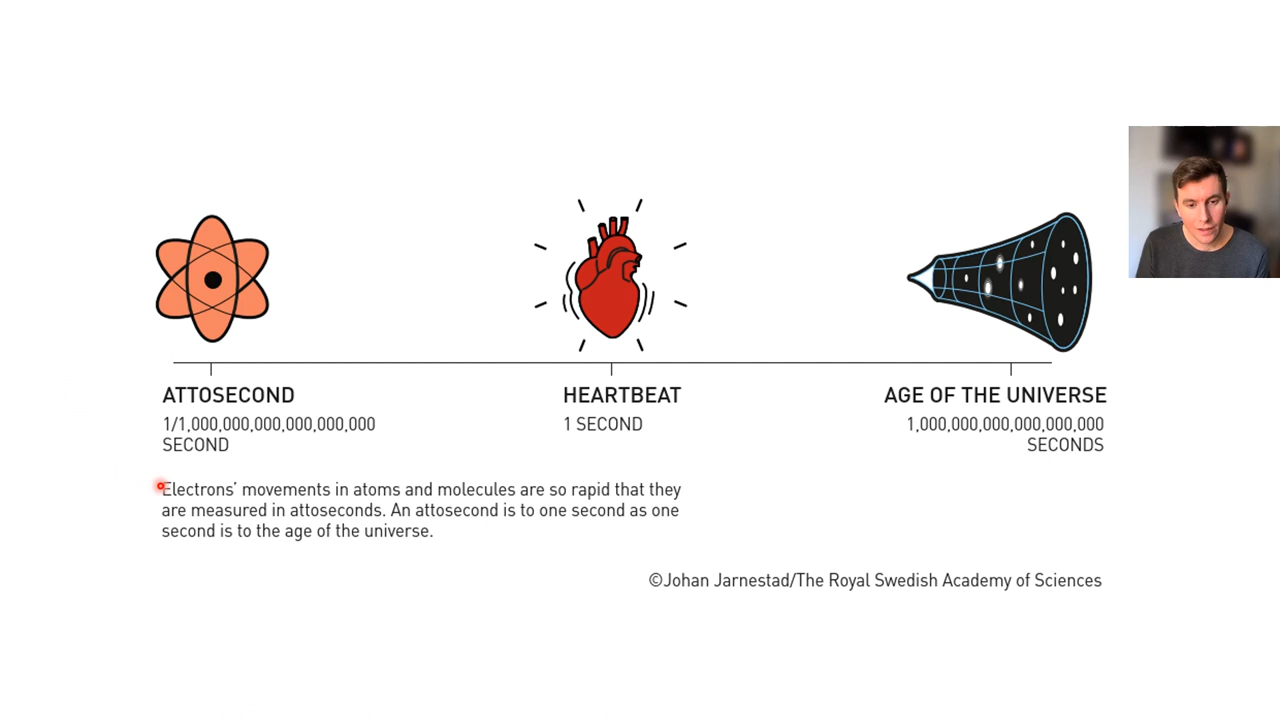 ATTOSECOND
1/1,000,000,000,000,000,000
SECOND
HEARTBEAT
1 SECOND
AGE OF THE UNIVERSE
1,000,000,000,000,000,000
SECONDS
Electrons’ movements in atoms and molecules are so rapid that they
are measured in attoseconds. An attosecond is to one second as one
second is to the age of the universe.
©Johan Jarnestad/The Royal Swedish Academy of Sciences